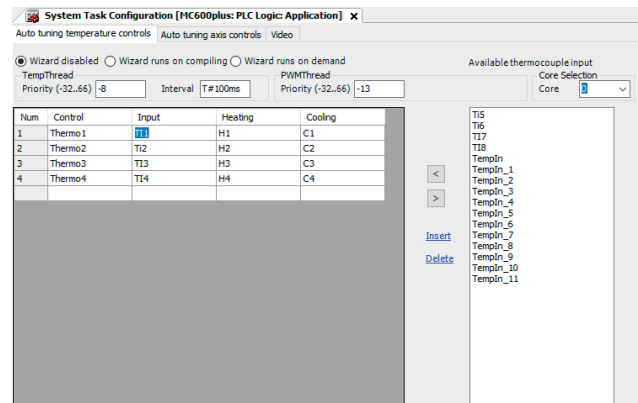 System Task Configuration [MC600plus: PLC Logic: Application] X
Auto tuning temperature controls Auto tuning axis controls Video
Wizard disabled Wizard runs on compiling Wizard runs on demand Available thermocouple input
TempThread PWMThread Core Selection
Priority (-32..66) -8 Interval T#100ms Priority (-32..66) -13 Core 0
Num Control Input Heating Cooling
1 Thermo1 TI1 H1 C1
2 Thermo2 Ti2 H2 C2
3 Thermo3 TI3 H3 C3
4 Thermo4 TI4 H4 C4
<
>
Insert
Delete
Ti5
Ti6
TI7
TI8
TempIn
TempIn_1
TempIn_2
TempIn_3
TempIn_4
TempIn_5
TempIn_6
TempIn_7
TempIn_8
TempIn_9
TempIn_10
TempIn_11